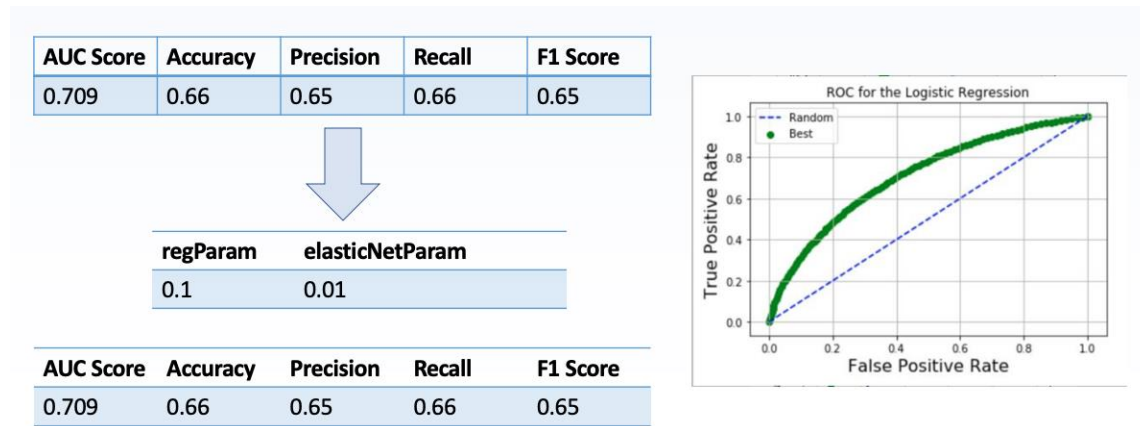 AUC Score Accuracy Precision Recall F1 Score
0.709 0.66 0.65 0.66 0.65
regParam elasticNetParam
0.1 0.01
AUC Score Accuracy Precision Recall F1 Score
0.709 0.66 0.65 0.66 0.65
ROC for the Logistic Regression
Random
Best
True Positive Rate
1.0
0.8
0.6
0.4
0.2
0.0
0.0 0.2 0.4 0.6 0.8 1.0
False Positive Rate